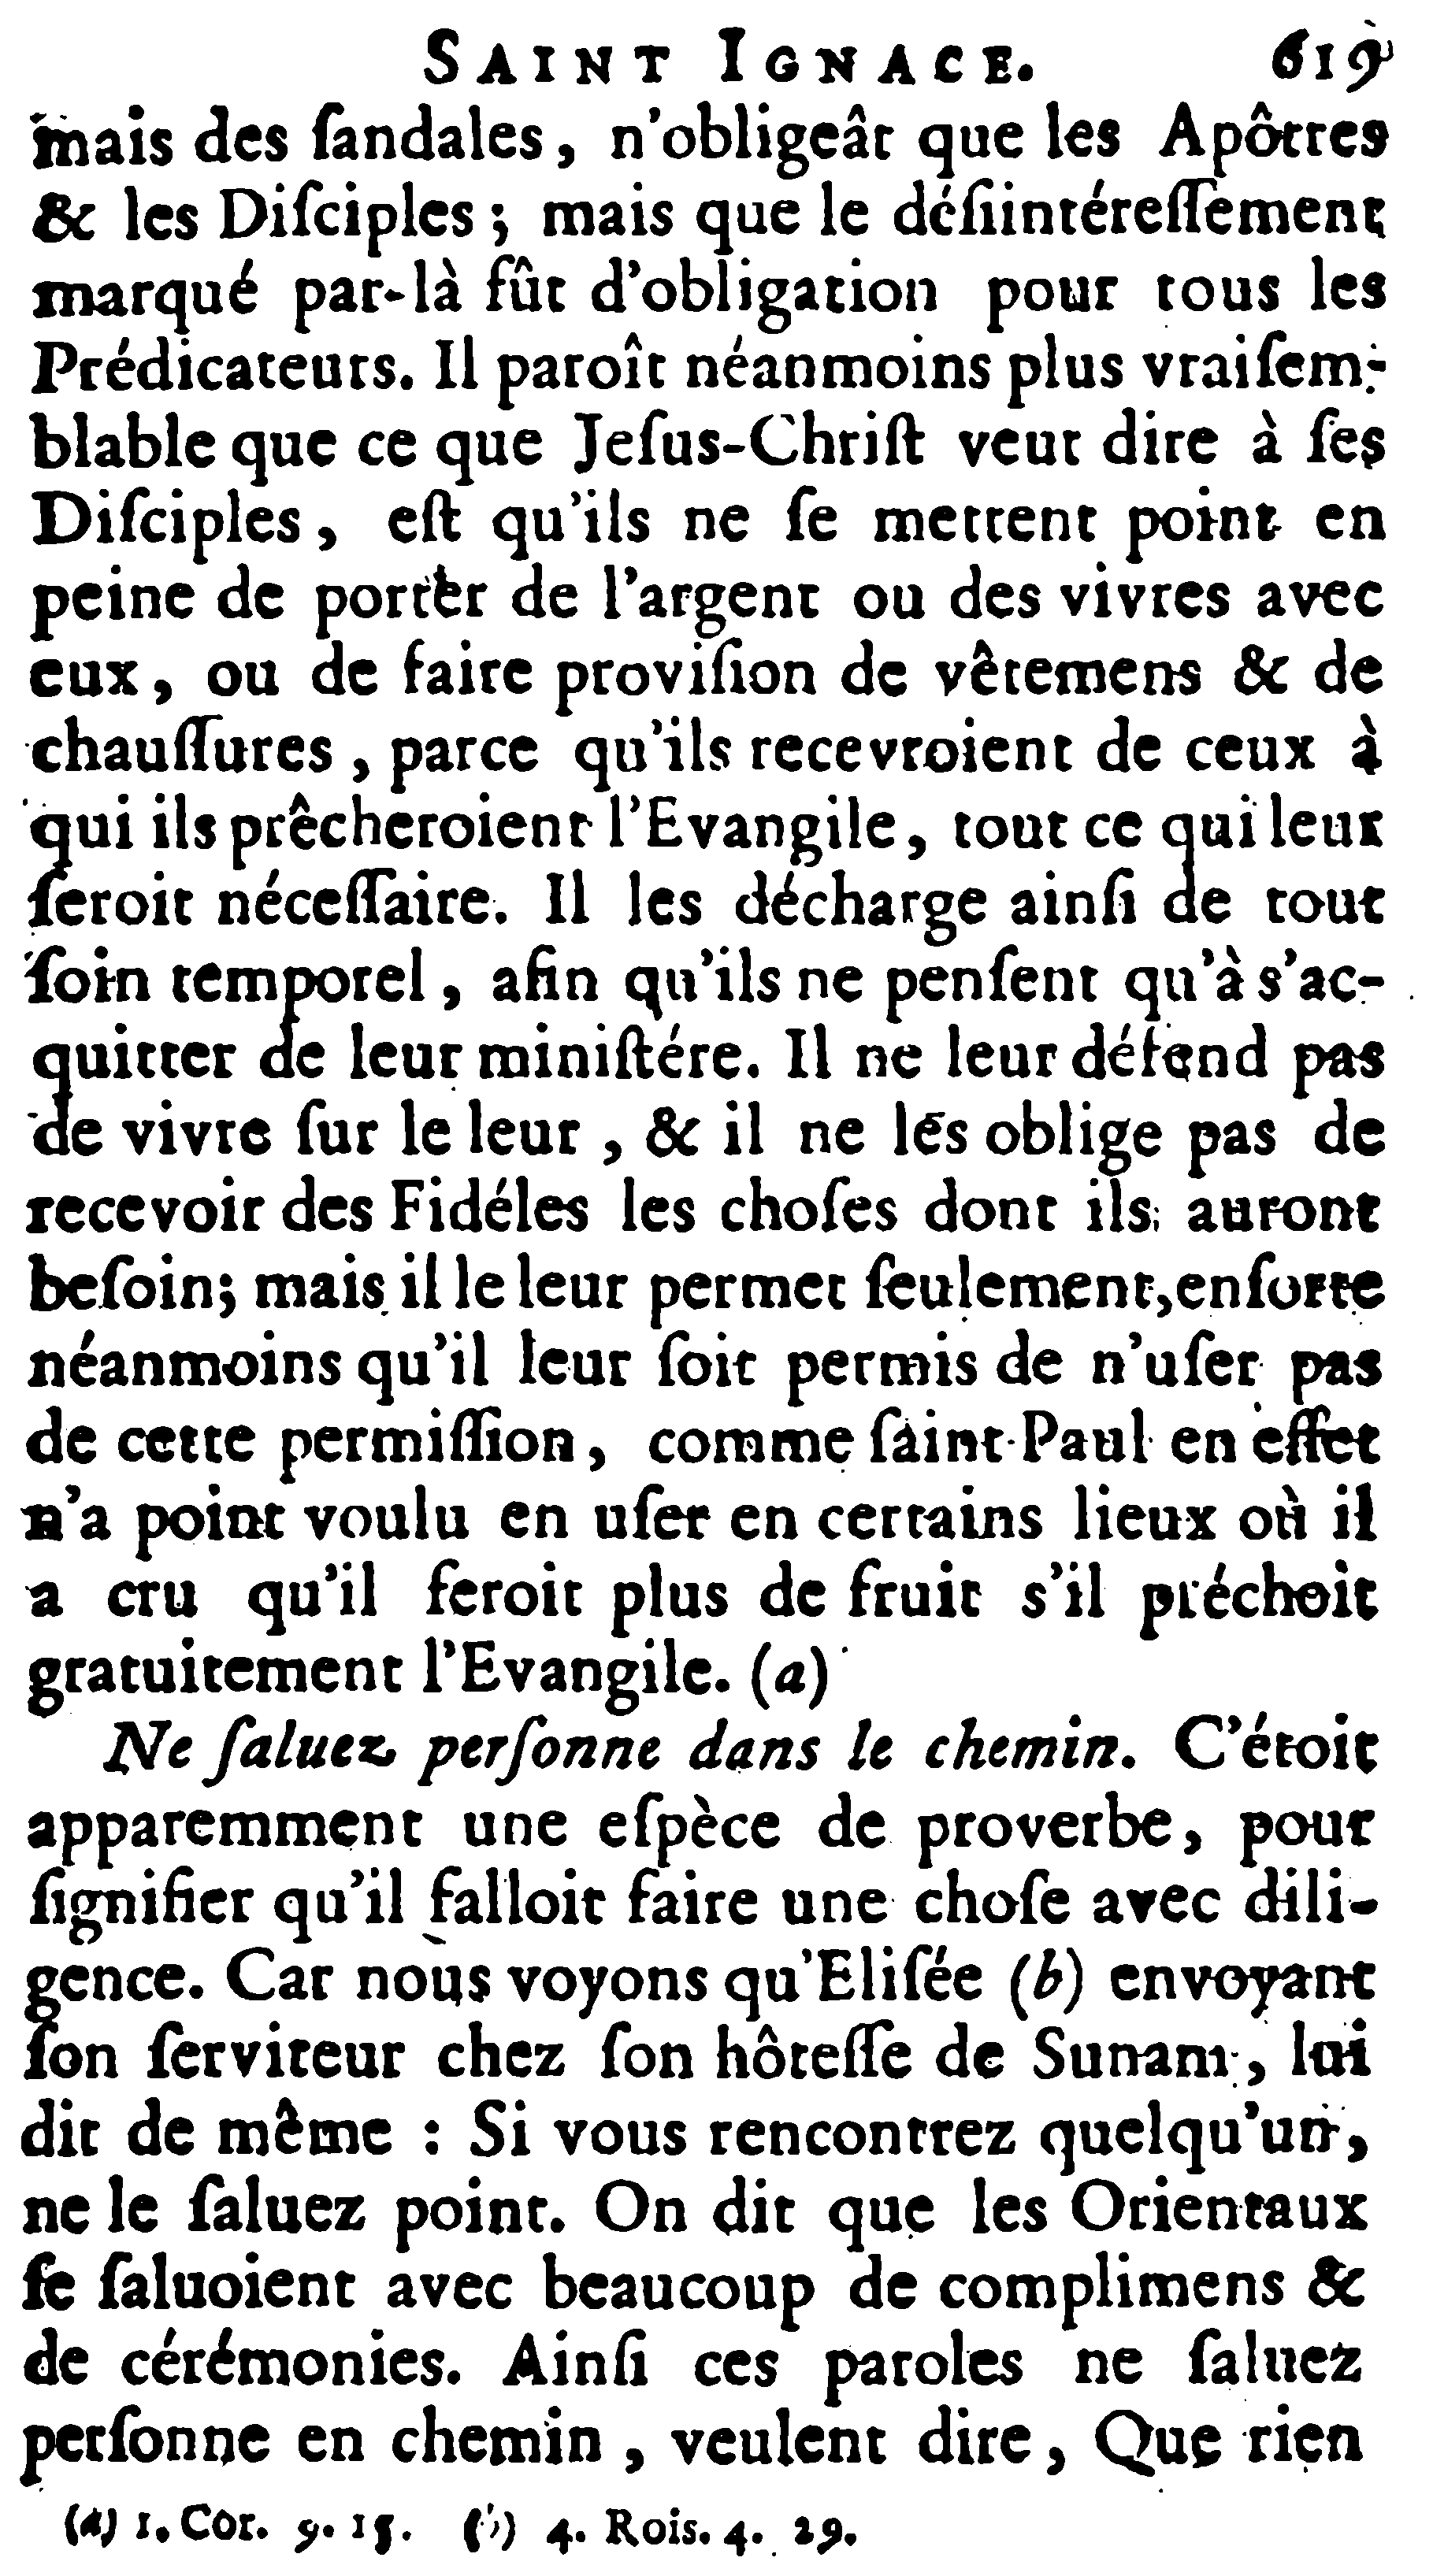 SAINT IGNACE. 619
mais des ſandales, n'obligeât que les Apôtres
& les Diſciples; mais que le déſintéreſſement
marqué par-là fût d'obligation pour tous les
Prédicateurs. Il paroît néanmoins plus vraiſem-
blable que ce que Jeſus-Chriſt veut dire à ſes
Diſciples, eſt qu'ils ne ſe mettent point en
peine de porter de l'argent ou des vivres avec
eux, ou de faire proviſion de vêtemens & de
chauſſures, parce qu'ils recevroient de ceux à
qui ils prêcheroient l'Evangile, tout ce qui leur
ſeroit néceſſaire. Il les décharge ainſi de tout
ſoin temporel, afin qu'ils ne penſent qu'à s'ac-
quitter de leur miniſtére. Il ne leur défend pas
de vivre ſur le leur, & il ne les oblige pas de
recevoir des Fidéles les choſes dont ils auront
beſoin; mais il le leur permet ſeulement, enſorte
néanmoins qu'il leur ſoit permis de n'uſer pas
de cette permiſſion, comme ſaint Paul en effet
n'a point voulu en uſer en certains lieux où il
a cru qu'il feroit plus de fruit s'il préchoit
gratuitement l'Evangile. (a)
Ne ſaluez perſonne dans le chemin. C'étoit
apparemment une eſpèce de proverbe, pour
ſignifier qu'il falloit faire une choſe avec dili-
gence. Car nous voyons qu'Eliſée (b) envoyant
ſon ſerviteur chez ſon hôteſſe de Sunam, lui
dit de même : Si vous rencontrez quelqu'un,
ne le ſaluez point. On dit que les Orientaux
ſe ſaluoient avec beaucoup de complimens &
de cérémonies. Ainſi ces paroles ne ſaluez
perſonne en chemin, veulent dire, Que rien
(a) 1. Cor. 9. 15. (b) 4. Rois. 4. 29.